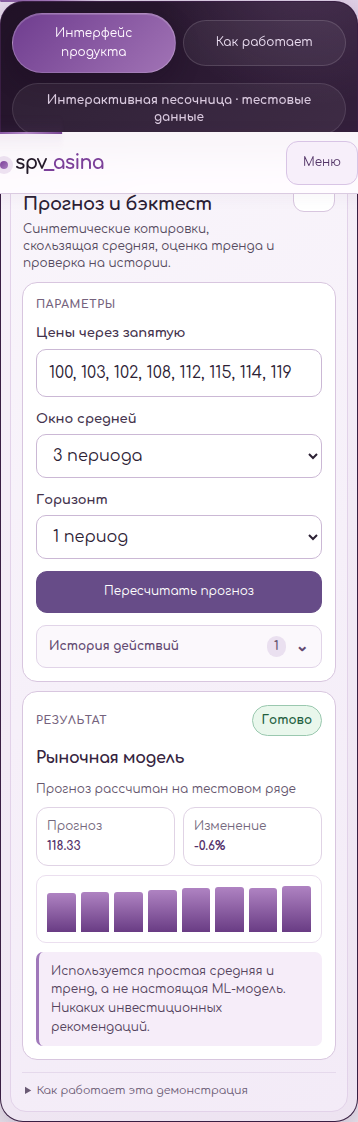 Интерфейс
продукта
Как работает
Интерактивная песочница · тестовые
данные
spv_asina
Меню
Прогноз и бэктест
Синтетические котировки,
скользящая средняя, оценка тренда и
проверка на истории.
ПАРАМЕТРЫ
Цены через запятую
100, 103, 102, 108, 112, 115, 114, 119
Окно средней
3 периода
Горизонт
1 период
Пересчитать прогноз
История действий
1
РЕЗУЛЬТАТ
Готово
Рыночная модель
Прогноз рассчитан на тестовом ряде
Прогноз
118.33
Изменение
-0.6%
Используется простая средняя и
тренд, а не настоящая ML-модель.
Никаких инвестиционных
рекомендаций.
Как работает эта демонстрация